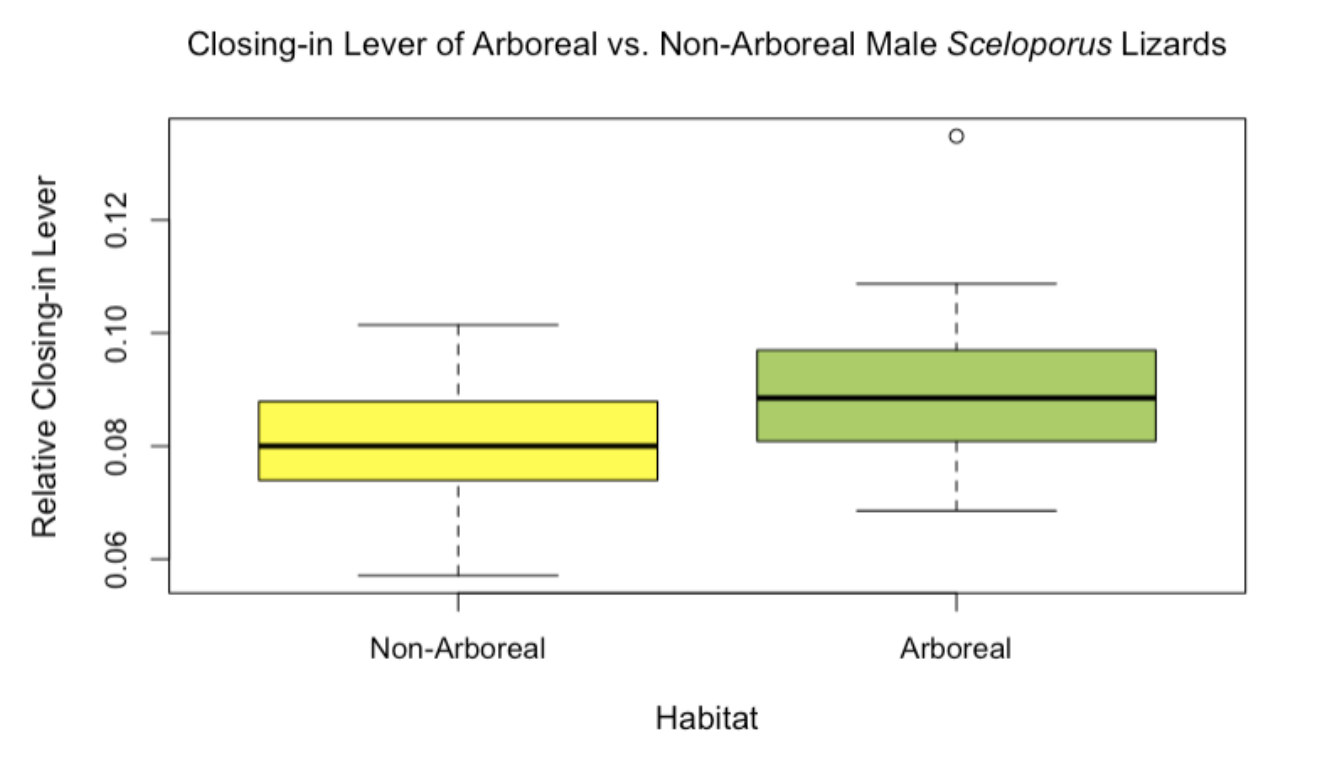 Closing-in Lever of Arboreal vs. Non-Arboreal Male Sceloporus Lizards
Relative Closing-in Lever
0.12
0.10
0.08
0.06
Non-Arboreal
Arboreal
Habitat